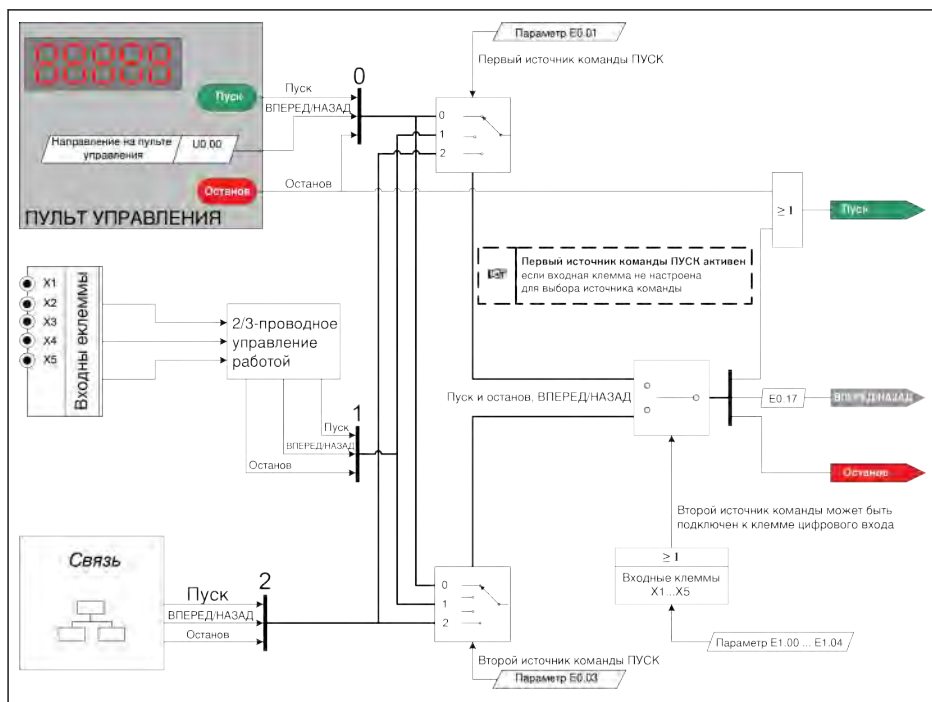 Параметр E0.01
Первый источник команды ПУСК
88888
Пуск
Направление на пульте
управления
U0.00
Останов
ПУЛЬТ УПРАВЛЕНИЯ
Пуск
ВПЕРЕД/НАЗАД
Останов
0
0
1
2
≥ 1
Пуск
Первый источник команды ПУСК активен
если входная клемма не настроена
для выбора источника команды
X1
X2
X3
X4
X5
Входны еклеммы
2/3-проводное
управление
работой
Пуск
ВПЕРЕД/НАЗАД
Останов
1
Пуск и останов, ВПЕРЕД/НАЗАД
E0.17
ВПЕРЕД/НАЗАД
Останов
Второй источник команды может быть
подключен к клемме цифрового входа
≥ 1
Входные клеммы
X1...X5
Параметр E1.00 ... E1.04
Связь
Пуск
ВПЕРЕД/НАЗАД
Останов
2
0
1
2
Второй источник команды ПУСК
Параметр E0.03